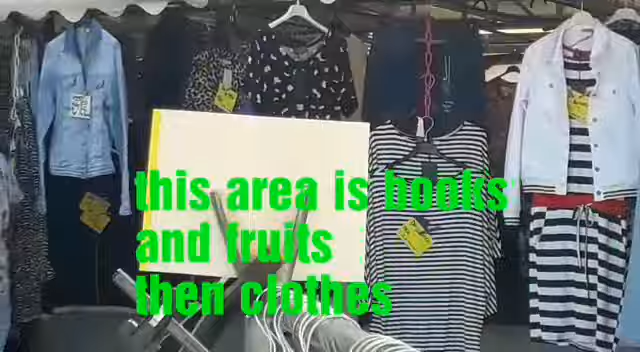 this area is books
and fruits
then clothes